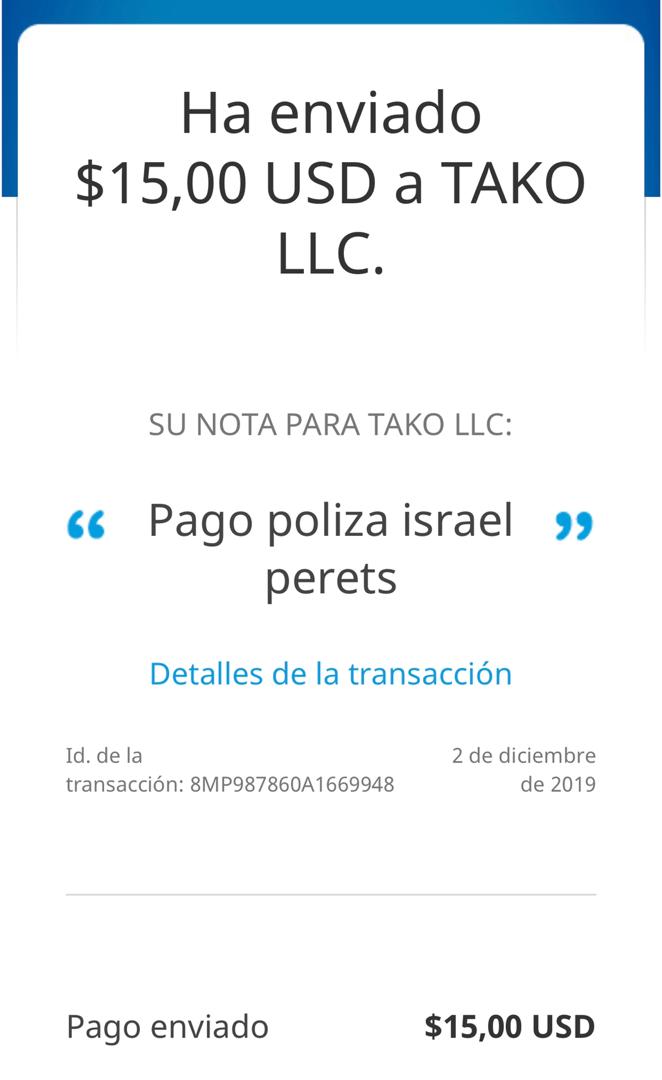 Ha enviado
$15,00 USD a TAKO
LLC.
SU NOTA PARA TAKO LLC:
“ Pago poliza israel ”
perets
Detalles de la transacción
Id. de la
transacción: 8MP987860A1669948
2 de diciembre
de 2019
Pago enviado
$15,00 USD